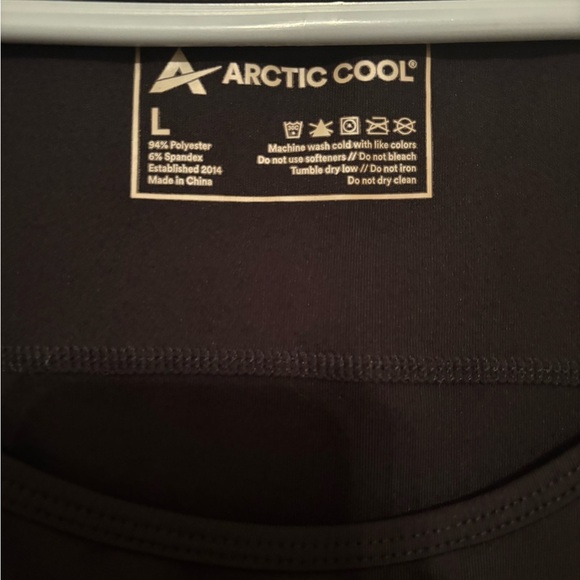 ARCTIC COOL®
L
94% Polyester
6% Spandex
Established 2014
Made in China
Machine wash cold with like colors
Do not use softeners // Do not bleach
Tumble dry low // Do not iron
Do not dry clean